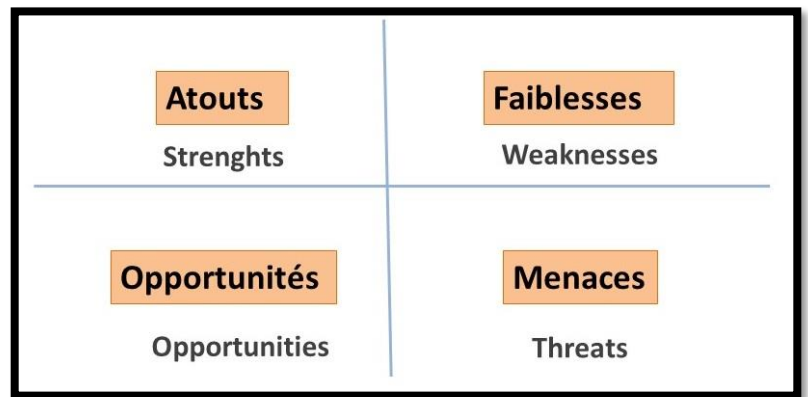 Atouts
Strenghts
Faiblesses
Weaknesses
Opportunités
Opportunities
Menaces
Threats